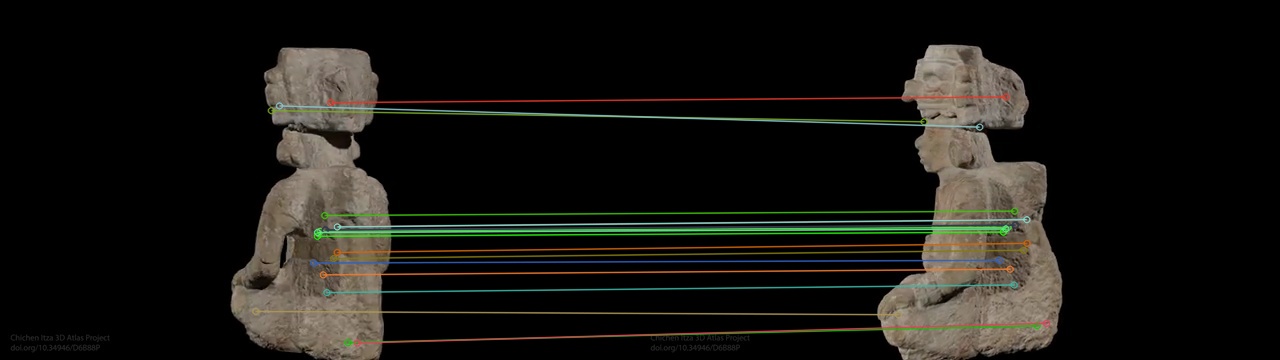 Chichen Itza 3D Atlas Project
doi.org/10.34946/D6B88P
Chichen Itza 3D Atlas Project
doi.org/10.34946/D6B88P